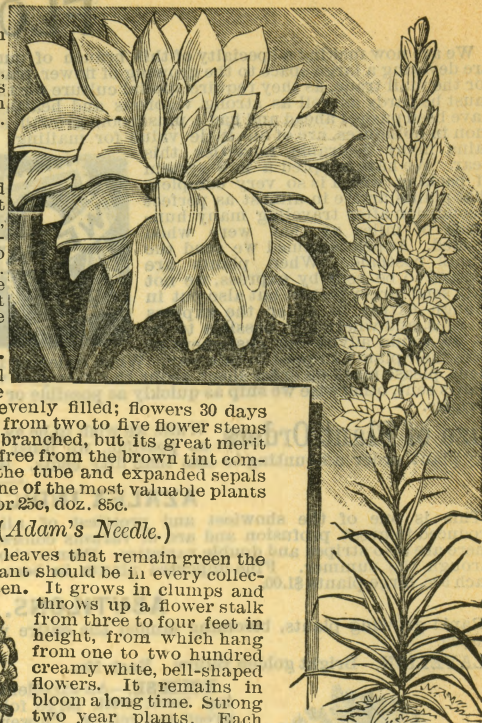 evenly filled; flowers 30 days
from two to five flower stems
branched, but its great merit
free from the brown tint com-
the tube and expanded sepals
ne of the most valuable plants
or 25c, doz. 85c.
(Adam's Needle.)
leaves that remain green the
ant should be in every collec-
en. It grows in clumps and
throws up a flower stalk
from three to four feet in
height, from which hang
from one to two hundred
creamy white, bell-shaped
flowers. It remains in
bloom a long time. Strong
two year plants. Each